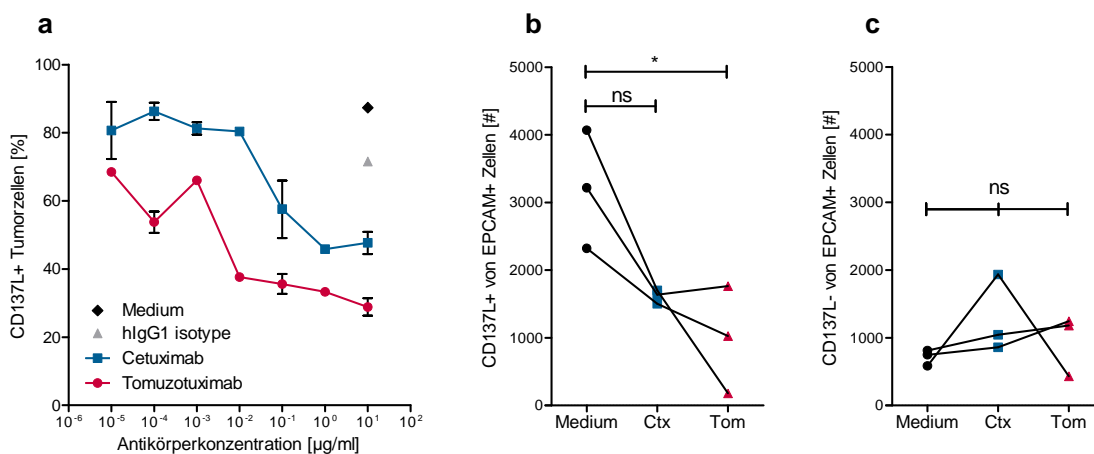 a
CD137L+ Tumorzellen [%]
100
80
60
40
20
0
Medium
hIgG1 isotype
Cetuximab
Tomuzotuximab
10⁻⁶ 10⁻⁵ 10⁻⁴ 10⁻³ 10⁻² 10⁻¹ 10⁰ 10¹ 10²
Antikörperkonzentration [µg/ml]
b
CD137L+ von EPCAM+ Zellen [#]
5000
4000
3000
2000
1000
0
*
ns
Medium Ctx Tom
c
CD137L- von EPCAM+ Zellen [#]
5000
4000
3000
2000
1000
0
ns
Medium Ctx Tom